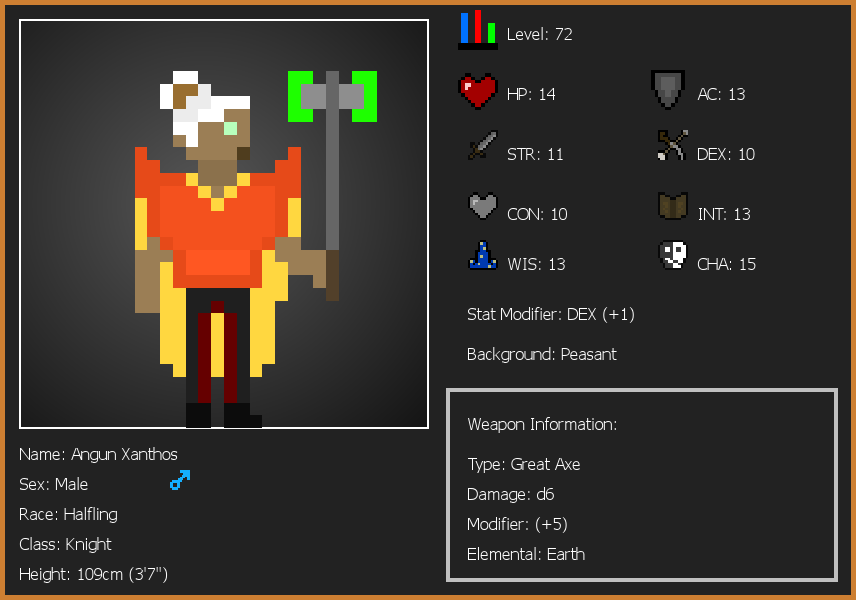 Level: 72
HP: 14
AC: 13
STR: 11
DEX: 10
CON: 10
INT: 13
WIS: 13
CHA: 15
Stat Modifier: DEX (+1)
Background: Peasant
Weapon Information:
Type: Great Axe
Damage: d6
Modifier: (+5)
Elemental: Earth
Name: Angun Xanthos
Sex: Male
Race: Halfling
Class: Knight
Height: 109cm (3'7")